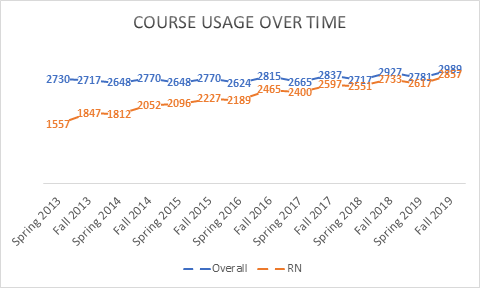 COURSE USAGE OVER TIME
2730 2717 2648 2770 2648 2770 2624 2815 2665 2837 2717 2927 2781 2989
1557 1847 1812 2052 2096 2227 2189 2465 2400 2597 2551 2733 2617 2857
Spring 2013
Fall 2013
Spring 2014
Fall 2014
Spring 2015
Fall 2015
Spring 2016
Fall 2016
Spring 2017
Fall 2017
Spring 2018
Fall 2018
Spring 2019
Fall 2019
Overall RN